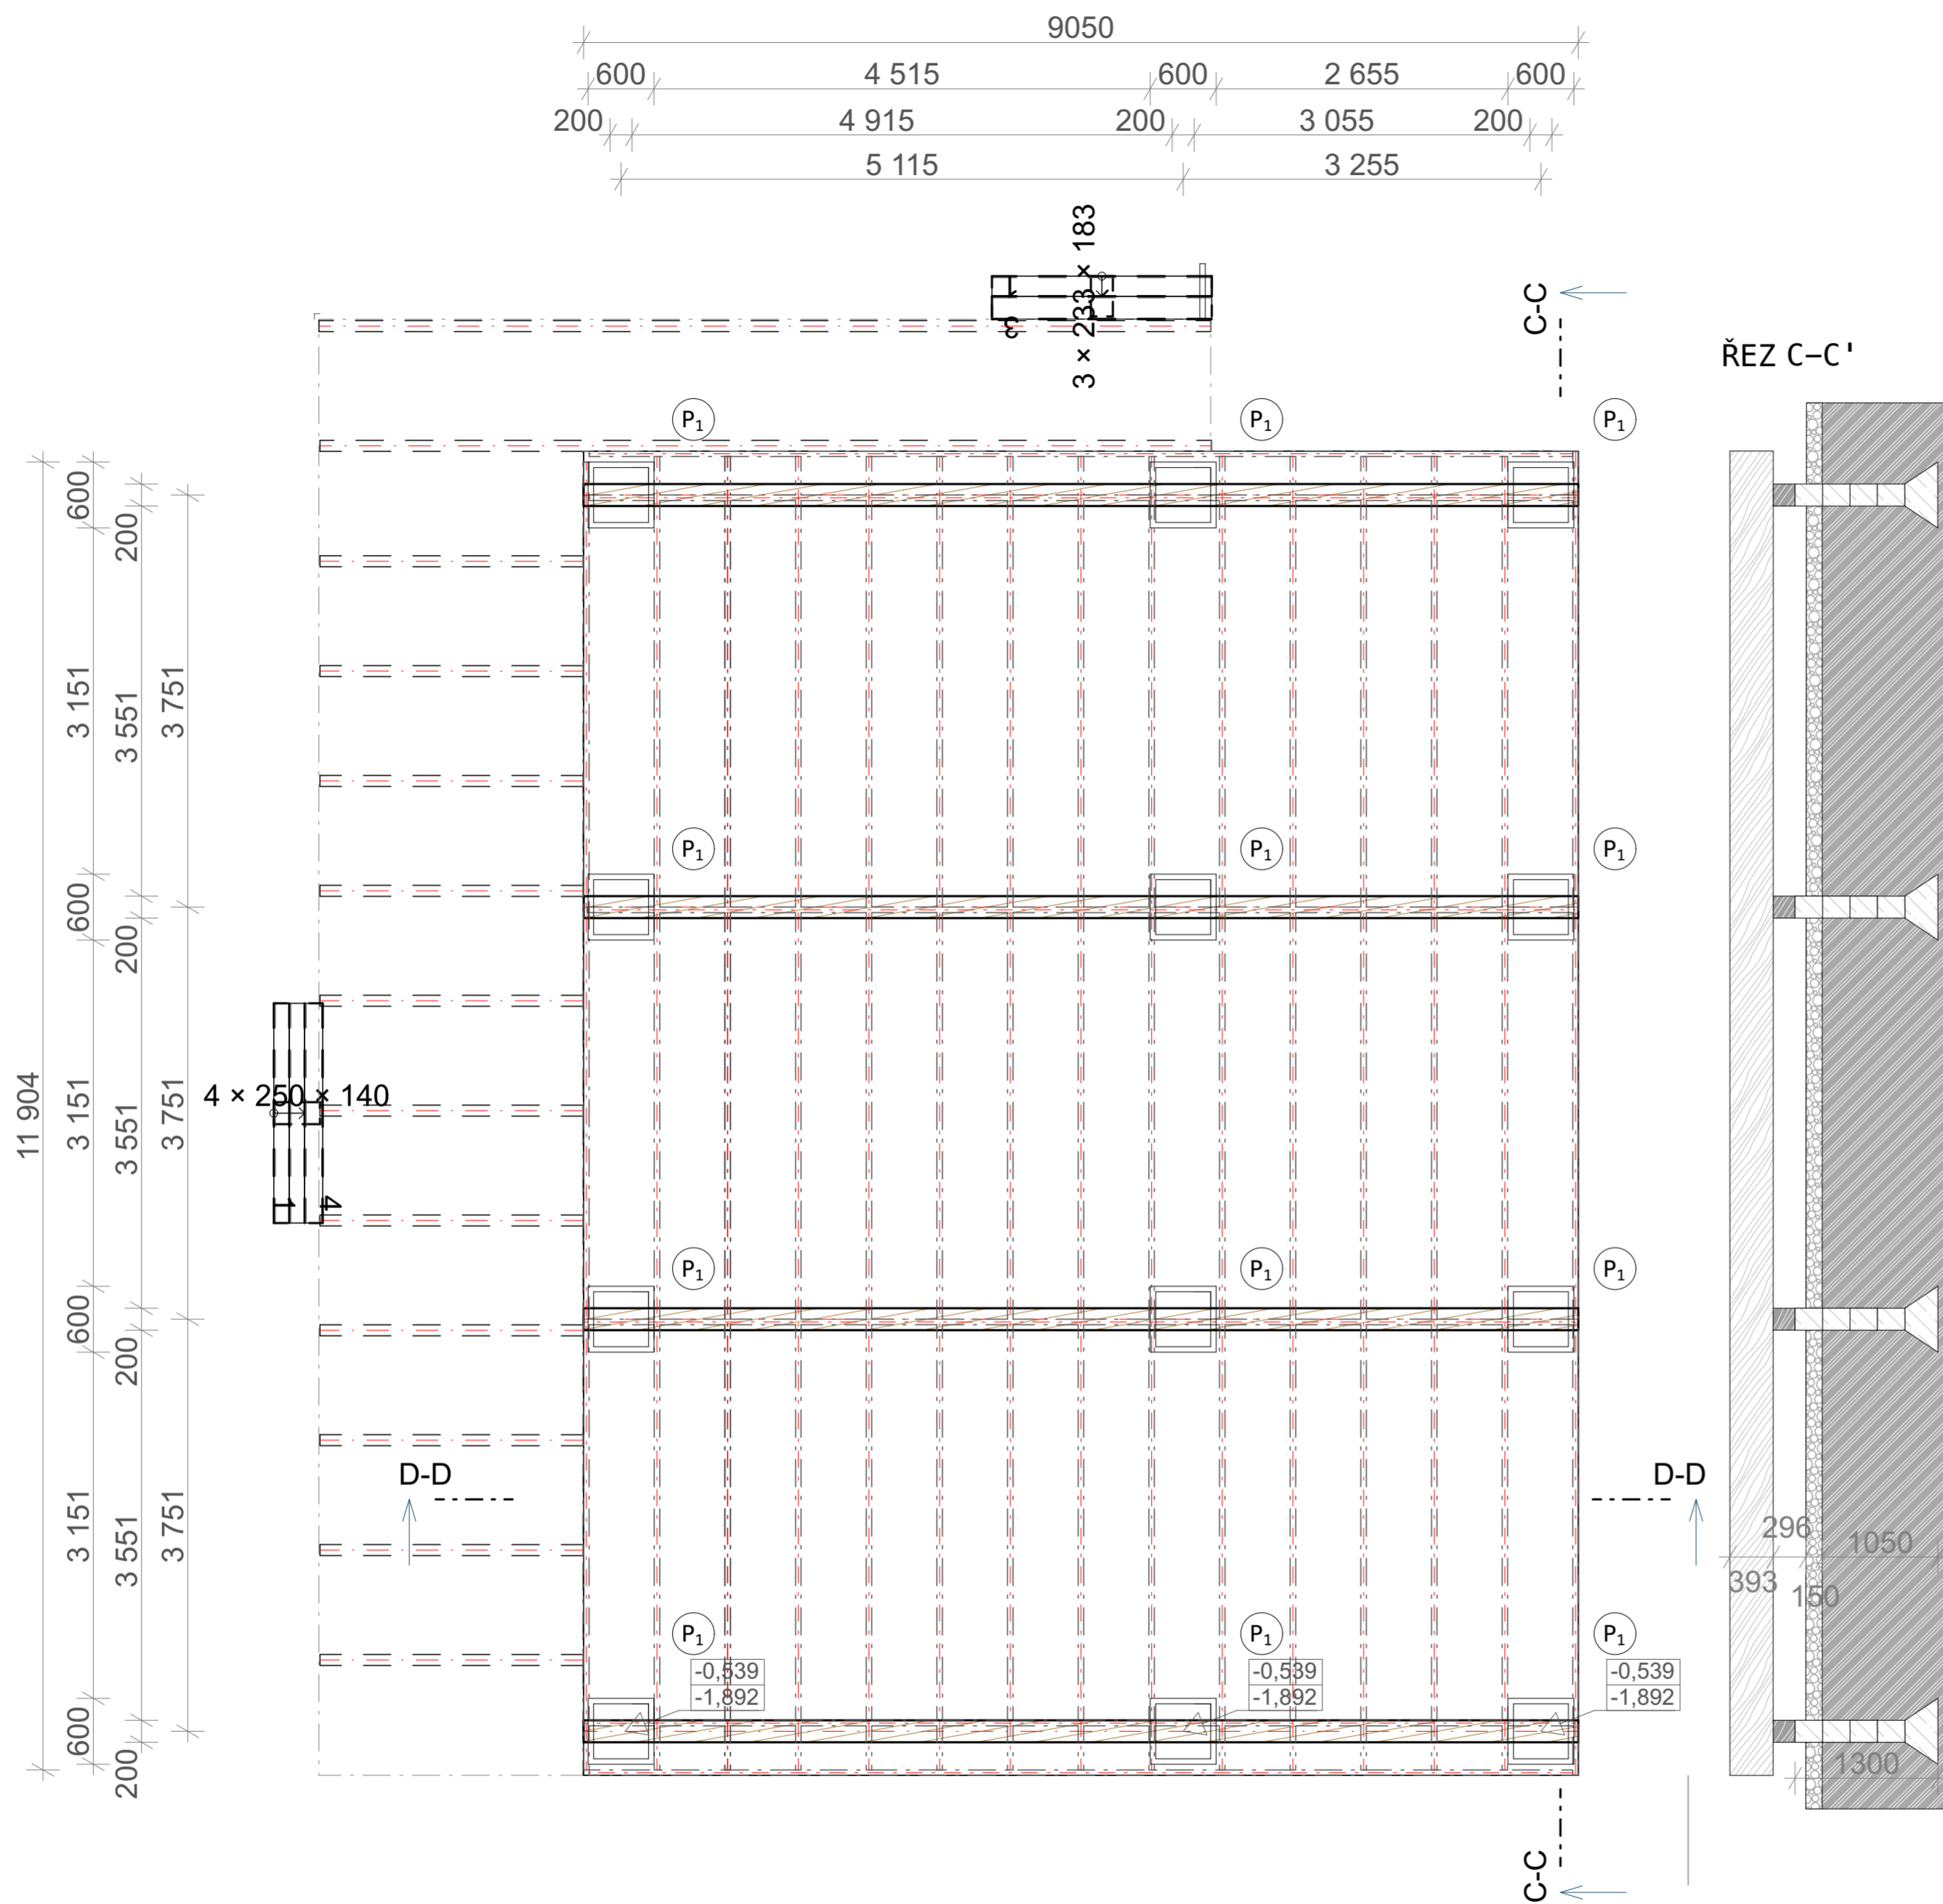 9050
600 4 515 600 2 655 600
200 4 915 200 3 055 200
5 115 3 255
3 × 233 × 183
1
3
C-C
ŘEZ C–C'
P₁ P₁ P₁
600
200
3 151
3 551
3 751
P₁ P₁ P₁
600
200
11 904
3 151
3 551
3 751
4 × 250 × 140
1
4
P₁ P₁ P₁
600
200
D-D D-D
3 151
3 551
3 751
296
1050
393
150
P₁ P₁ P₁
-0,539 -0,539 -0,539
-1,892 -1,892 -1,892
600
200
1300
C-C